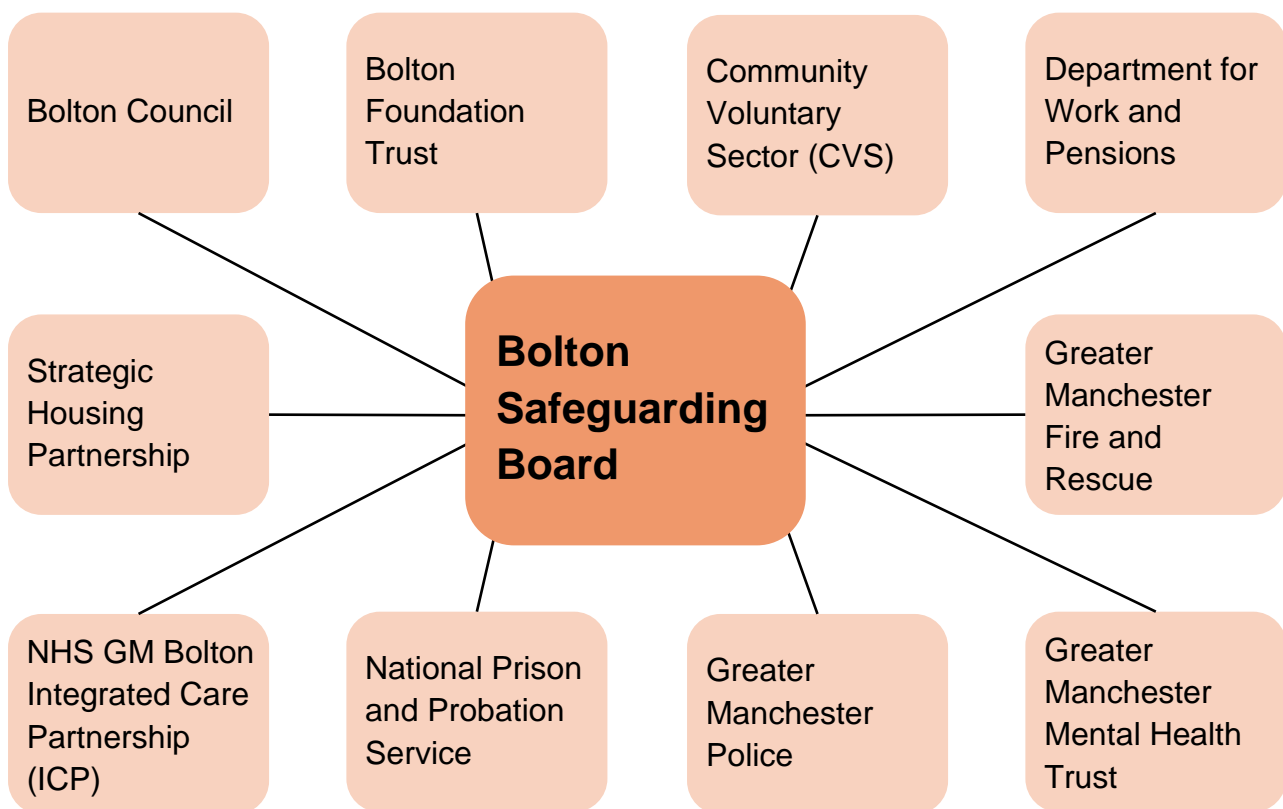 Bolton Council
Bolton
Foundation
Trust
Community
Voluntary
Sector (CVS)
Department for
Work and
Pensions
Strategic
Housing
Partnership
Bolton
Safeguarding
Board
Greater
Manchester
Fire and
Rescue
NHS GM Bolton
Integrated Care
Partnership
(ICP)
National Prison
and Probation
Service
Greater
Manchester
Police
Greater
Manchester
Mental Health
Trust